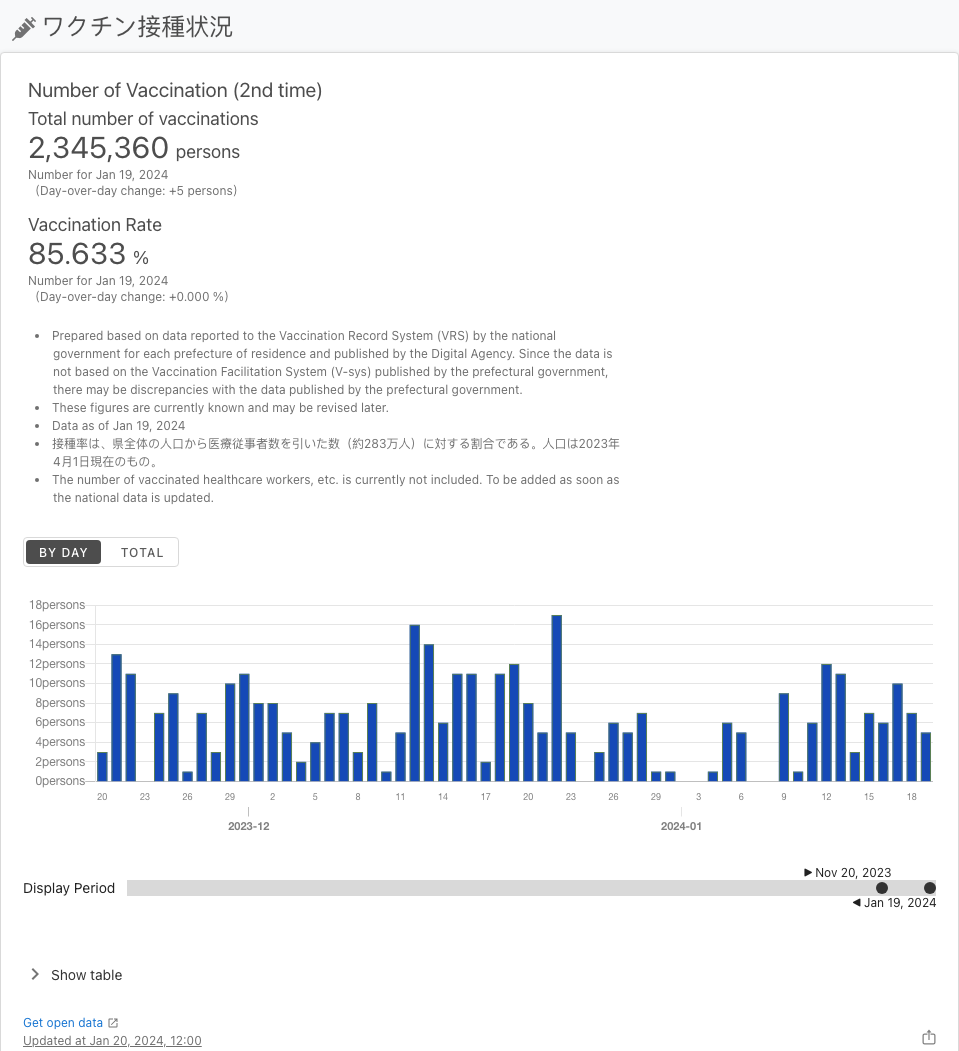 ワクチン接種状況
Number of Vaccination (2nd time)
Total number of vaccinations
2,345,360 persons
Number for Jan 19, 2024
(Day-over-day change: +5 persons)
Vaccination Rate
85.633 %
Number for Jan 19, 2024
(Day-over-day change: +0.000 %)
• Prepared based on data reported to the Vaccination Record System (VRS) by the national
government for each prefecture of residence and published by the Digital Agency. Since the data is
not based on the Vaccination Facilitation System (V-sys) published by the prefectural government,
there may be discrepancies with the data published by the prefectural government.
• These figures are currently known and may be revised later.
• Data as of Jan 19, 2024
• 接種率は、県全体の人口から医療従事者数を引いた数（約283万人）に対する割合である。人口は2023年
4月1日現在のもの。
• The number of vaccinated healthcare workers, etc. is currently not included. To be added as soon as
the national data is updated.
BY DAY TOTAL
18persons
16persons
14persons
12persons
10persons
8persons
6persons
4persons
2persons
0persons
20 23 26 29 2 5 8 11 14 17 20 23 26 29 3 6 9 12 15 18
2023-12 2024-01
Nov 20, 2023
Display Period
Jan 19, 2024
Show table
Get open data
Updated at Jan 20, 2024, 12:00